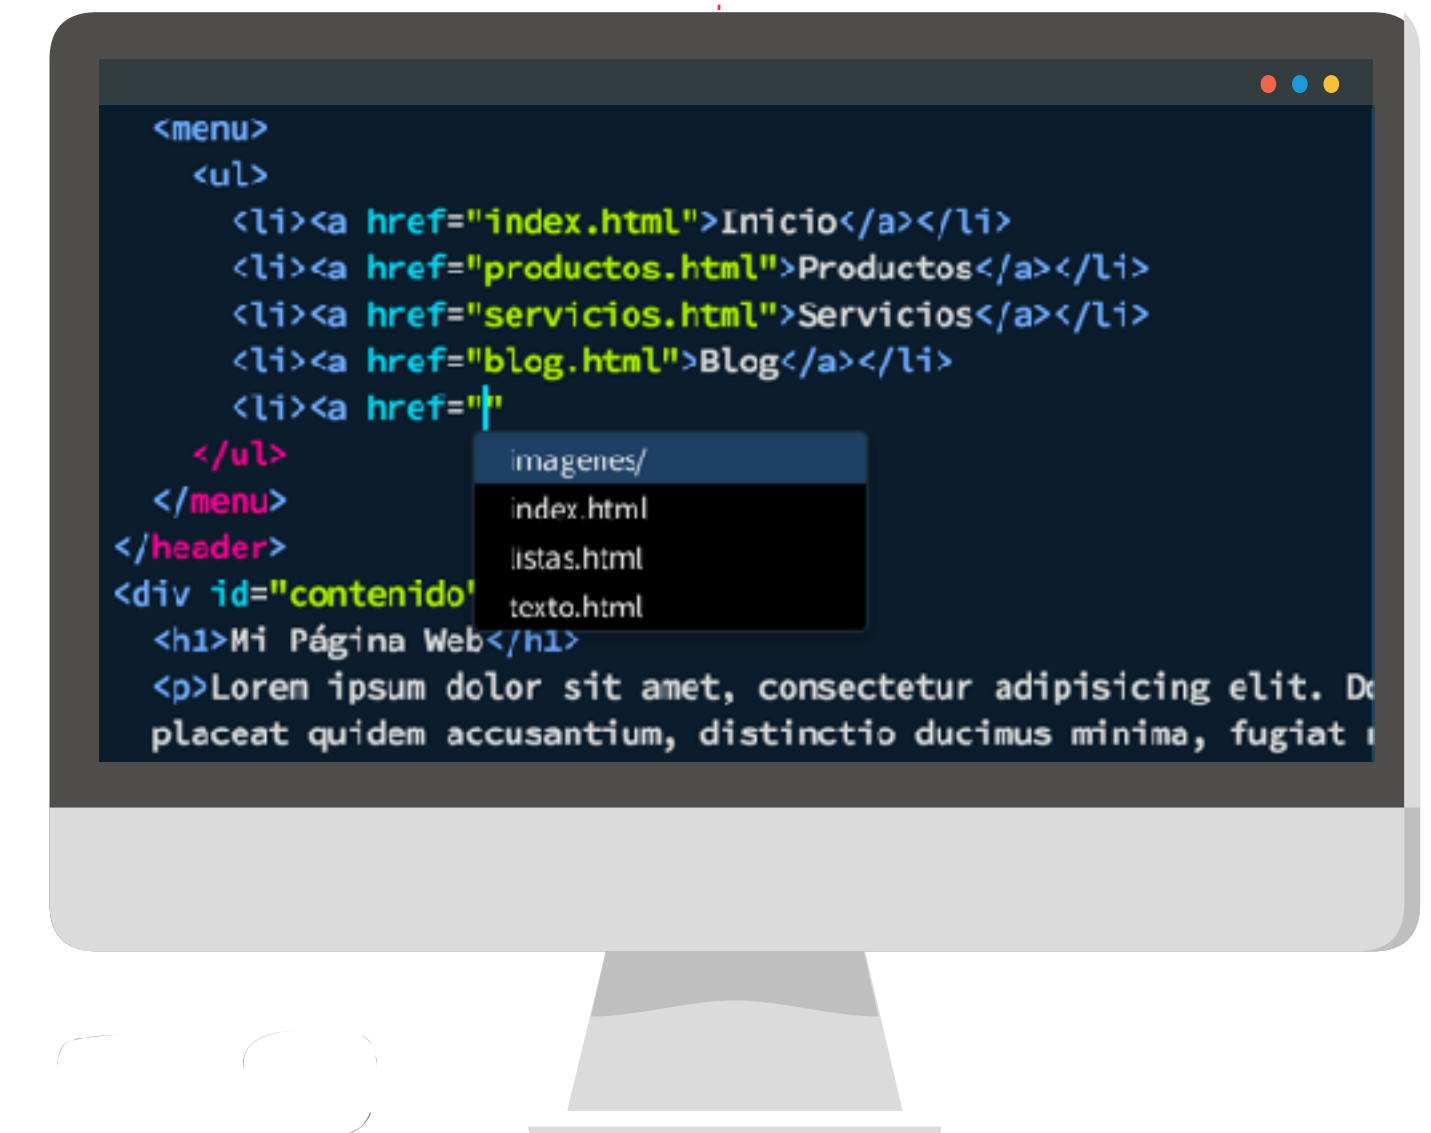 <menu>
<ul>
<li><a href="index.html">Inicio</a></li>
<li><a href="productos.html">Productos</a></li>
<li><a href="servicios.html">Servicios</a></li>
<li><a href="blog.html">Blog</a></li>
<li><a href=""
imagenes/
index.html
listas.html
texto.html
</ul>
</menu>
</header>
<div id="contenido"
<h1>Mi Página Web</h1>
<p>Lorem ipsum dolor sit amet, consectetur adipisicing elit.
placeat quidem accusantium, distinctio ducimus minima, fugiat